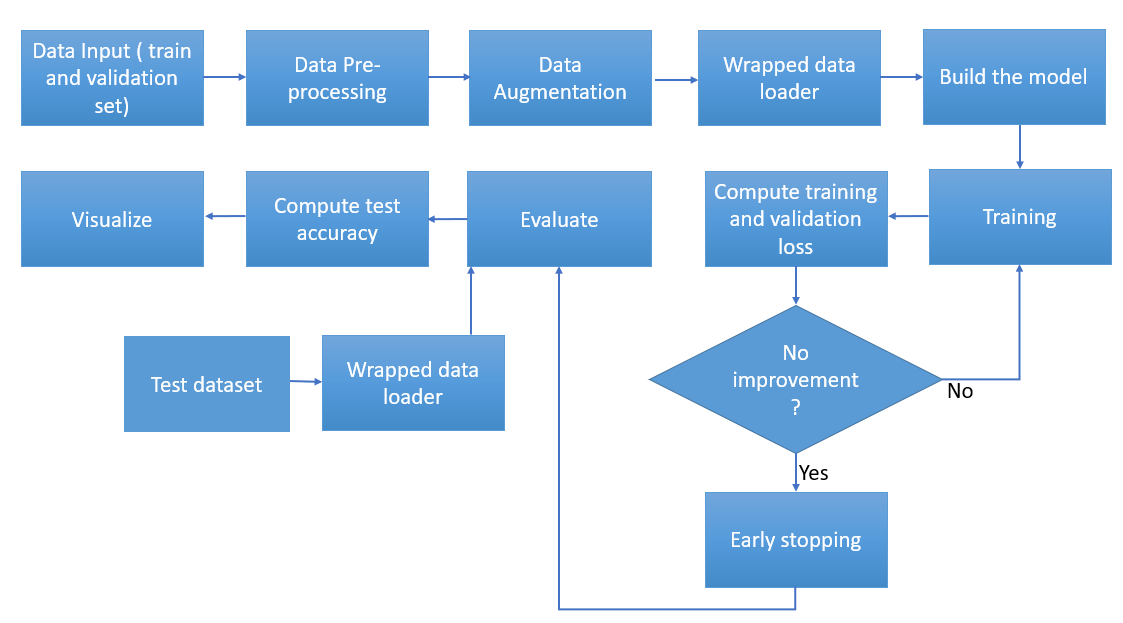 Data Input ( train
and validation
set)
Data Pre-
processing
Data
Augmentation
Wrapped data
loader
Build the model
Visualize
Compute test
accuracy
Evaluate
Compute training
and validation
loss
Training
Test dataset
Wrapped data
loader
No
improvement
?
No
Yes
Early stopping